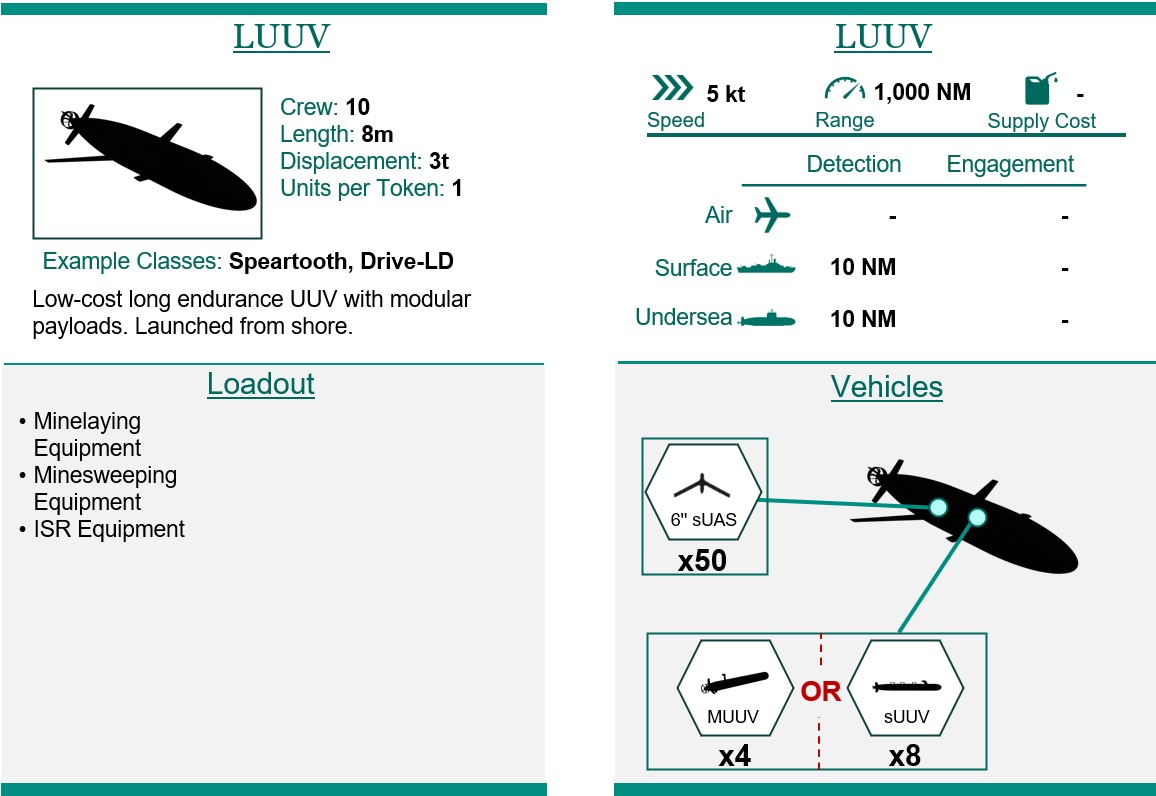 LUUV
Crew: 10
Length: 8m
Displacement: 3t
Units per Token: 1
Example Classes: Speartooth, Drive-LD
Low-cost long endurance UUV with modular
payloads. Launched from shore.
Loadout
• Minelaying
Equipment
• Minesweeping
Equipment
• ISR Equipment
LUUV
5 kt
Speed
1,000 NM
Range
-
Supply Cost
Detection Engagement
Air - -
Surface 10 NM -
Undersea 10 NM -
Vehicles
6" sUAS
x50
MUUV
x4
OR
sUUV
x8